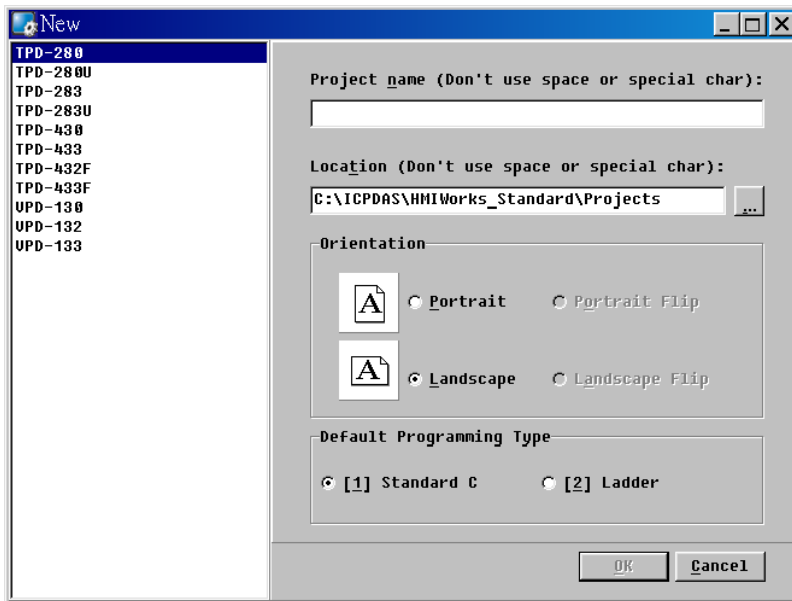 New
TPD-280
TPD-280U
TPD-283
TPD-283U
TPD-430
TPD-433
TPD-432F
TPD-433F
VPD-130
VPD-132
VPD-133
Project name (Don't use space or special char):
Location (Don't use space or special char):
C:\ICPDAS\HMIWorks_Standard\Projects
...
Orientation
A Portrait Portrait Flip
A Landscape Landscape Flip
Default Programming Type
[1] Standard C [2] Ladder
OK Cancel